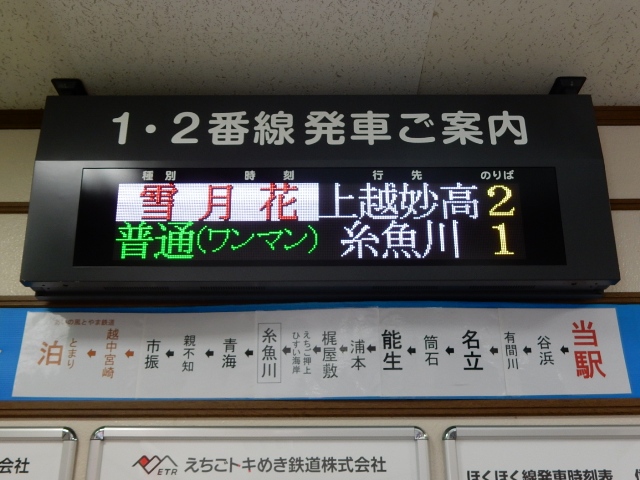 1・2番線発車ご案内
種別 時刻 行先 のりば
雪月花 上越妙高 2
普通(ワンマン) 糸魚川 1
泊 とまり 越中宮崎 市振 親不知 青海 糸魚川 えちご押上ひすい海岸 梶屋敷 浦本 能生 筒石 名立 有間川 谷浜 当駅
式会社
ETR えちごトキめき鉄道株式会社
ほくほく線発車時刻表